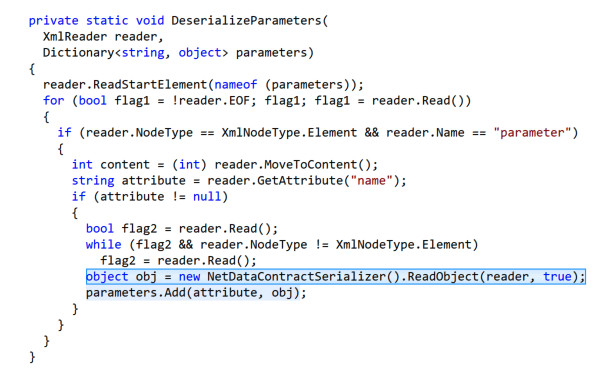 private static void DeserializeParameters(
  XmlReader reader,
  Dictionary<string, object> parameters)
{
  reader.ReadStartElement(nameof (parameters));
  for (bool flag1 = !reader.EOF; flag1; flag1 = reader.Read())
  {
    if (reader.NodeType == XmlNodeType.Element && reader.Name == "parameter")
    {
      int content = (int) reader.MoveToContent();
      string attribute = reader.GetAttribute("name");
      if (attribute != null)
      {
        bool flag2 = reader.Read();
        while (flag2 && reader.NodeType != XmlNodeType.Element)
          flag2 = reader.Read();
        object obj = new NetDataContractSerializer().ReadObject(reader, true);
        parameters.Add(attribute, obj);
      }
    }
  }
}